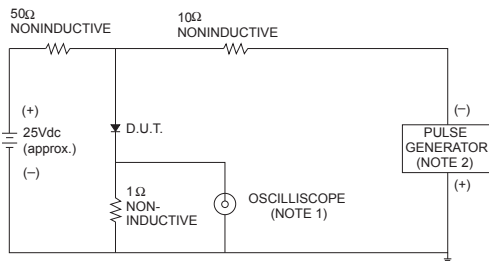 50Ω
NONINDUCTIVE
10Ω
NONINDUCTIVE
(+)
25Vdc
(approx.)
(–)
D.U.T.
1Ω
NON-
INDUCTIVE
OSCILLISCOPE
(NOTE 1)
(–)
PULSE
GENERATOR
(NOTE 2)
(+)